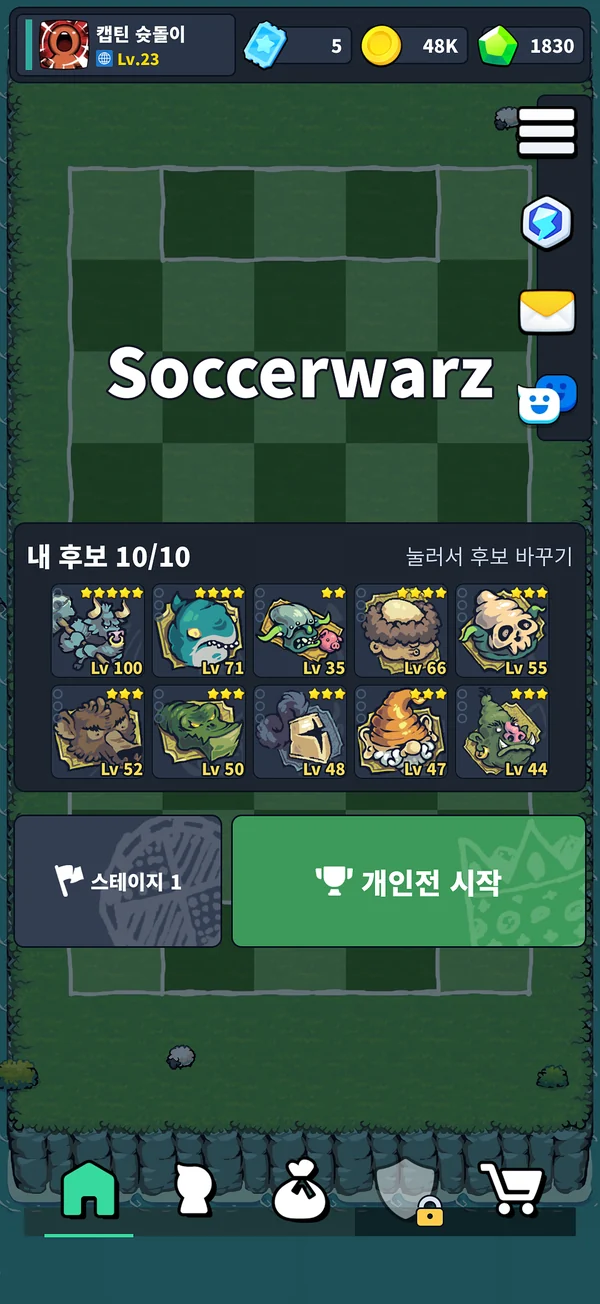 캡틴 슛돌이
Lv.23
5
48K
1830
Soccerwarz
내 후보 10/10
눌러서 후보 바꾸기
Lv 100
Lv 71
Lv 35
Lv 66
Lv 55
Lv 52
Lv 50
Lv 48
Lv 47
Lv 44
스테이지 1
개인전 시작